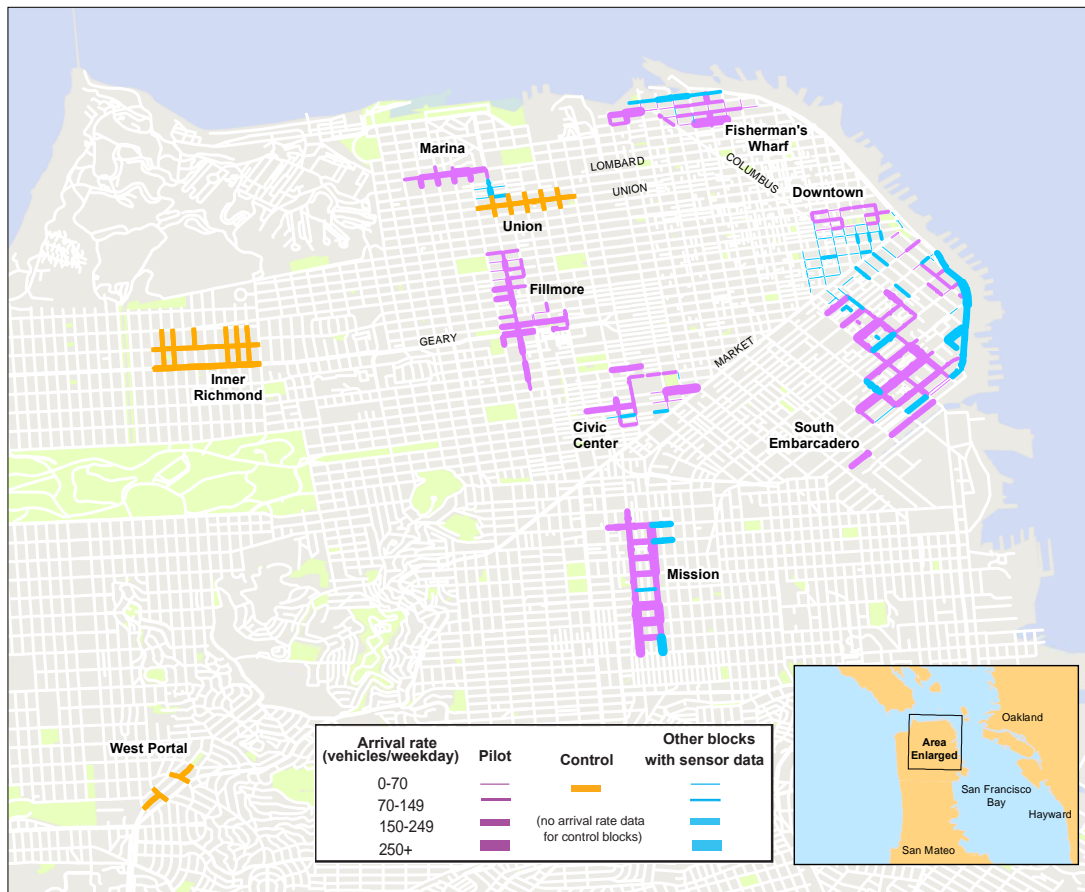 Fisherman's
Wharf
Marina
LOMBARD
COLUMBUS
UNION
Downtown
Union
Fillmore
GEARY
MARKET
Inner
Richmond
Civic
Center
South
Embarcadero
Mission
West Portal
Arrival rate
(vehicles/weekday)
Pilot
Control
Other blocks
with sensor data
0-70
70-149
150-249
250+
(no arrival rate data
for control blocks)
Oakland
Area
Enlarged
San Francisco
Bay
Hayward
San Mateo